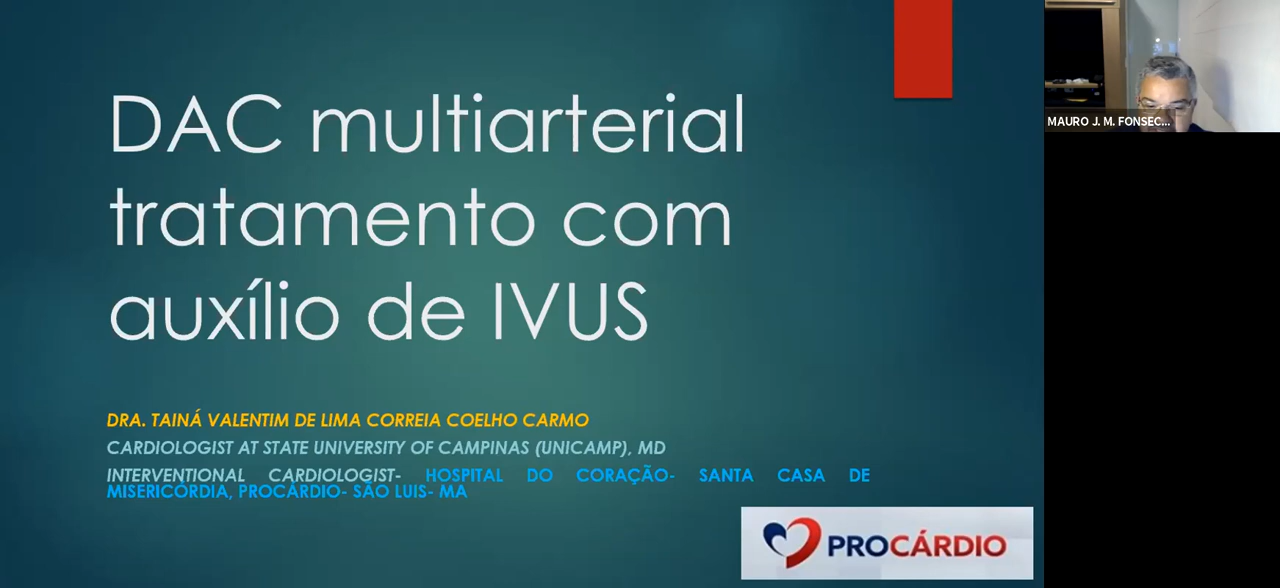 DAC multiarterial
tratamento com
auxílio de IVUS
DRA. TAINÁ VALENTIM DE LIMA CORREIA COELHO CARMO
CARDIOLOGIST AT STATE UNIVERSITY OF CAMPINAS (UNICAMP), MD
INTERVENTIONAL CARDIOLOGIST- HOSPITAL DO CORAÇÃO- SANTA CASA DE
MISERICÓRDIA, PROCÁRDIO- SÃO LUIS- MA
PROCÁRDIO
MAURO J. M. FONSEC...